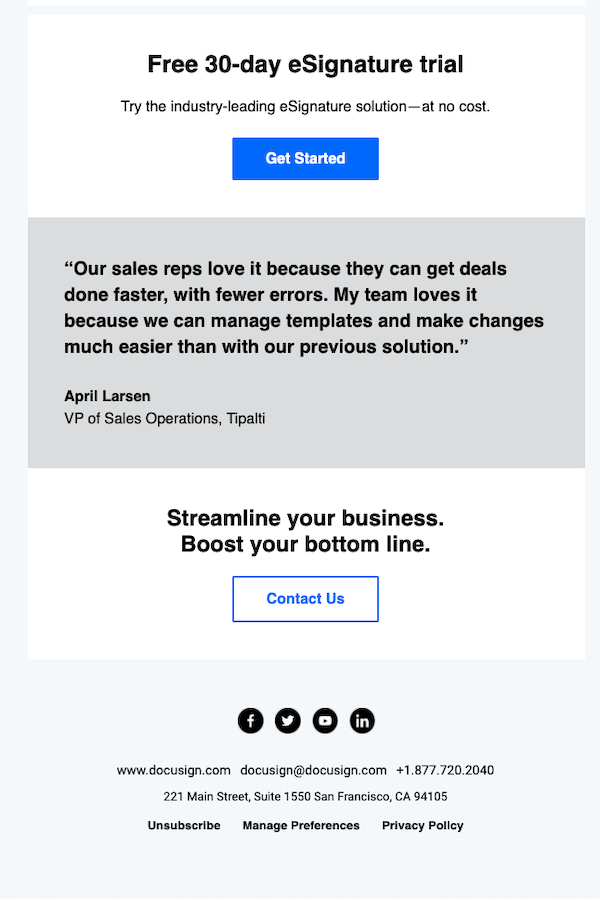 Free 30-day eSignature trial
Try the industry-leading eSignature solution—at no cost.
Get Started
“Our sales reps love it because they can get deals
done faster, with fewer errors. My team loves it
because we can manage templates and make changes
much easier than with our previous solution.”
April Larsen
VP of Sales Operations, Tipalti
Streamline your business.
Boost your bottom line.
Contact Us
www.docusign.com docusign@docusign.com +1.877.720.2040
221 Main Street, Suite 1550 San Francisco, CA 94105
Unsubscribe Manage Preferences Privacy Policy